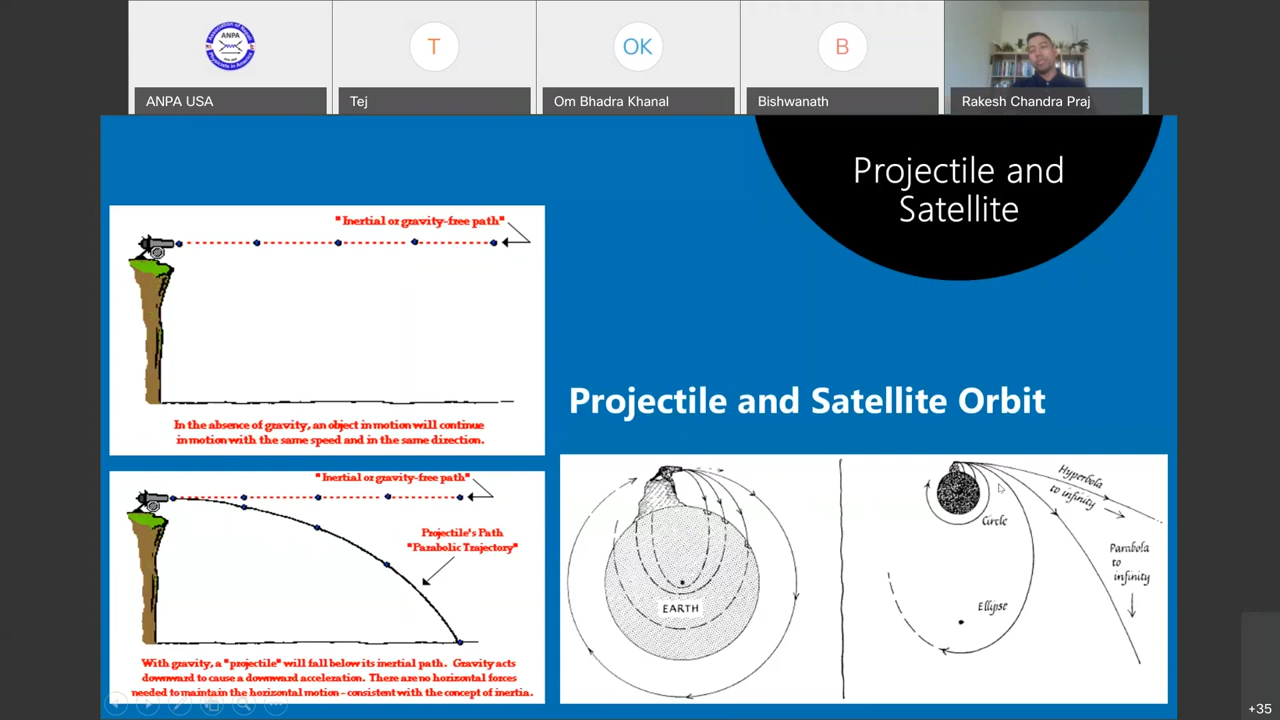 ANPA
T
OK
B
ANPA USA
Tej
Om Bhadra Khanal
Bishwanath
Rakesh Chandra Praj
Projectile and
Satellite
"Inertial or gravity-free path"
In the absence of gravity, an object in motion will continue
in motion with the same speed and in the same direction.
"Inertial or gravity-free path"
Projectile's Path
"Parabolic Trajectory"
With gravity, a "projectile" will fall below its inertial path. Gravity acts
downward to cause a downward acceleration. There are no horizontal forces
needed to maintain the horizontal motion - consistent with the concept of inertia.
Projectile and Satellite Orbit
EARTH
Hyperbola
to infinity
Circle
Parabola
to
infinity
Ellipse
+35